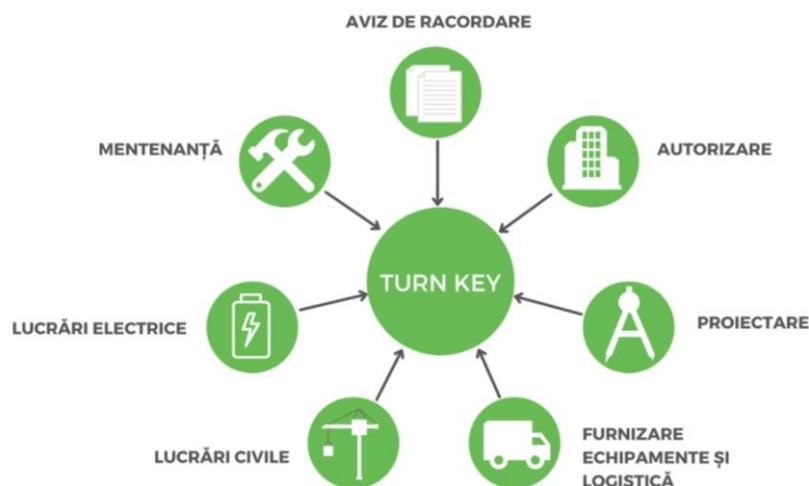 AVIZ DE RACORDARE
MENTENANȚĂ
AUTORIZARE
TURN KEY
LUCRĂRI ELECTRICE
PROIECTARE
LUCRĂRI CIVILE
FURNIZARE
ECHIPAMENTE ȘI
LOGISTICĂ